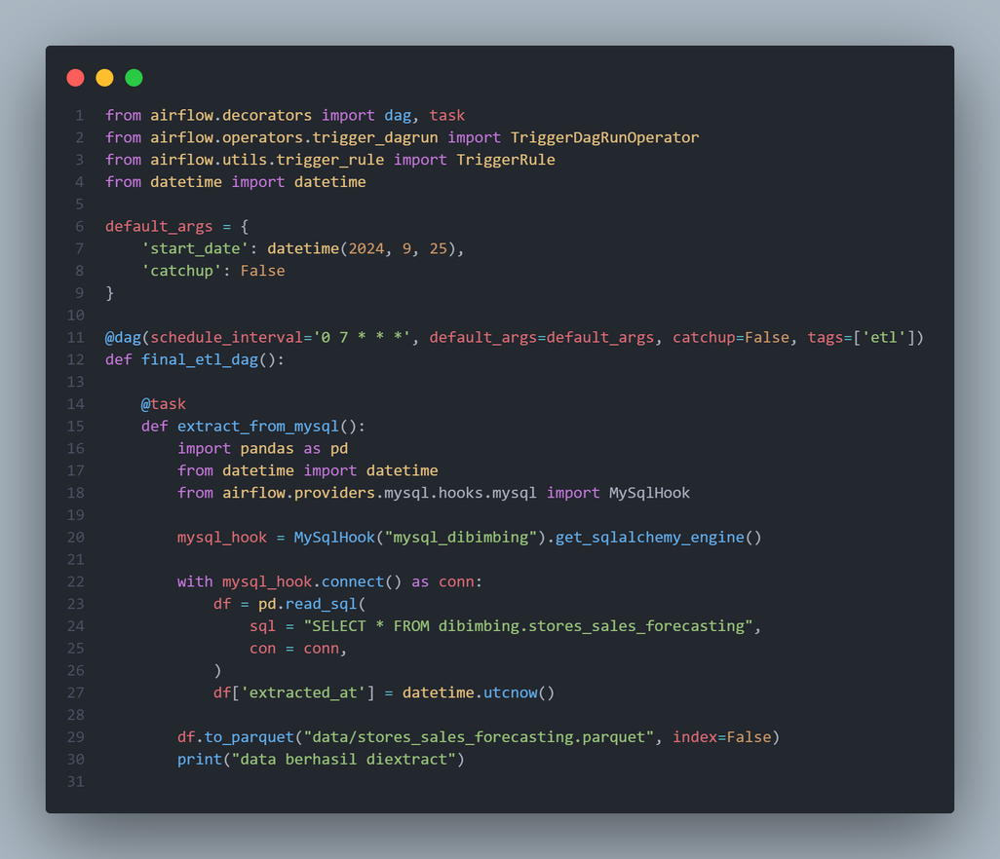 1 from airflow.decorators import dag, task
2 from airflow.operators.trigger_dagrun import TriggerDagRunOperator
3 from airflow.utils.trigger_rule import TriggerRule
4 from datetime import datetime
5
6 default_args = {
7     'start_date': datetime(2024, 9, 25),
8     'catchup': False
9 }
10
11 @dag(schedule_interval='0 7 * * *', default_args=default_args, catchup=False, tags=['etl'])
12 def final_etl_dag():
13
14     @task
15     def extract_from_mysql():
16         import pandas as pd
17         from datetime import datetime
18         from airflow.providers.mysql.hooks.mysql import MySqlHook
19
20         mysql_hook = MySqlHook("mysql_dibimbing").get_sqlalchemy_engine()
21
22         with mysql_hook.connect() as conn:
23             df = pd.read_sql(
24                 sql = "SELECT * FROM dibimbing.stores_sales_forecasting",
25                 con = conn,
26             )
27             df['extracted_at'] = datetime.utcnow()
28
29         df.to_parquet("data/stores_sales_forecasting.parquet", index=False)
30         print("data berhasil diextract")
31